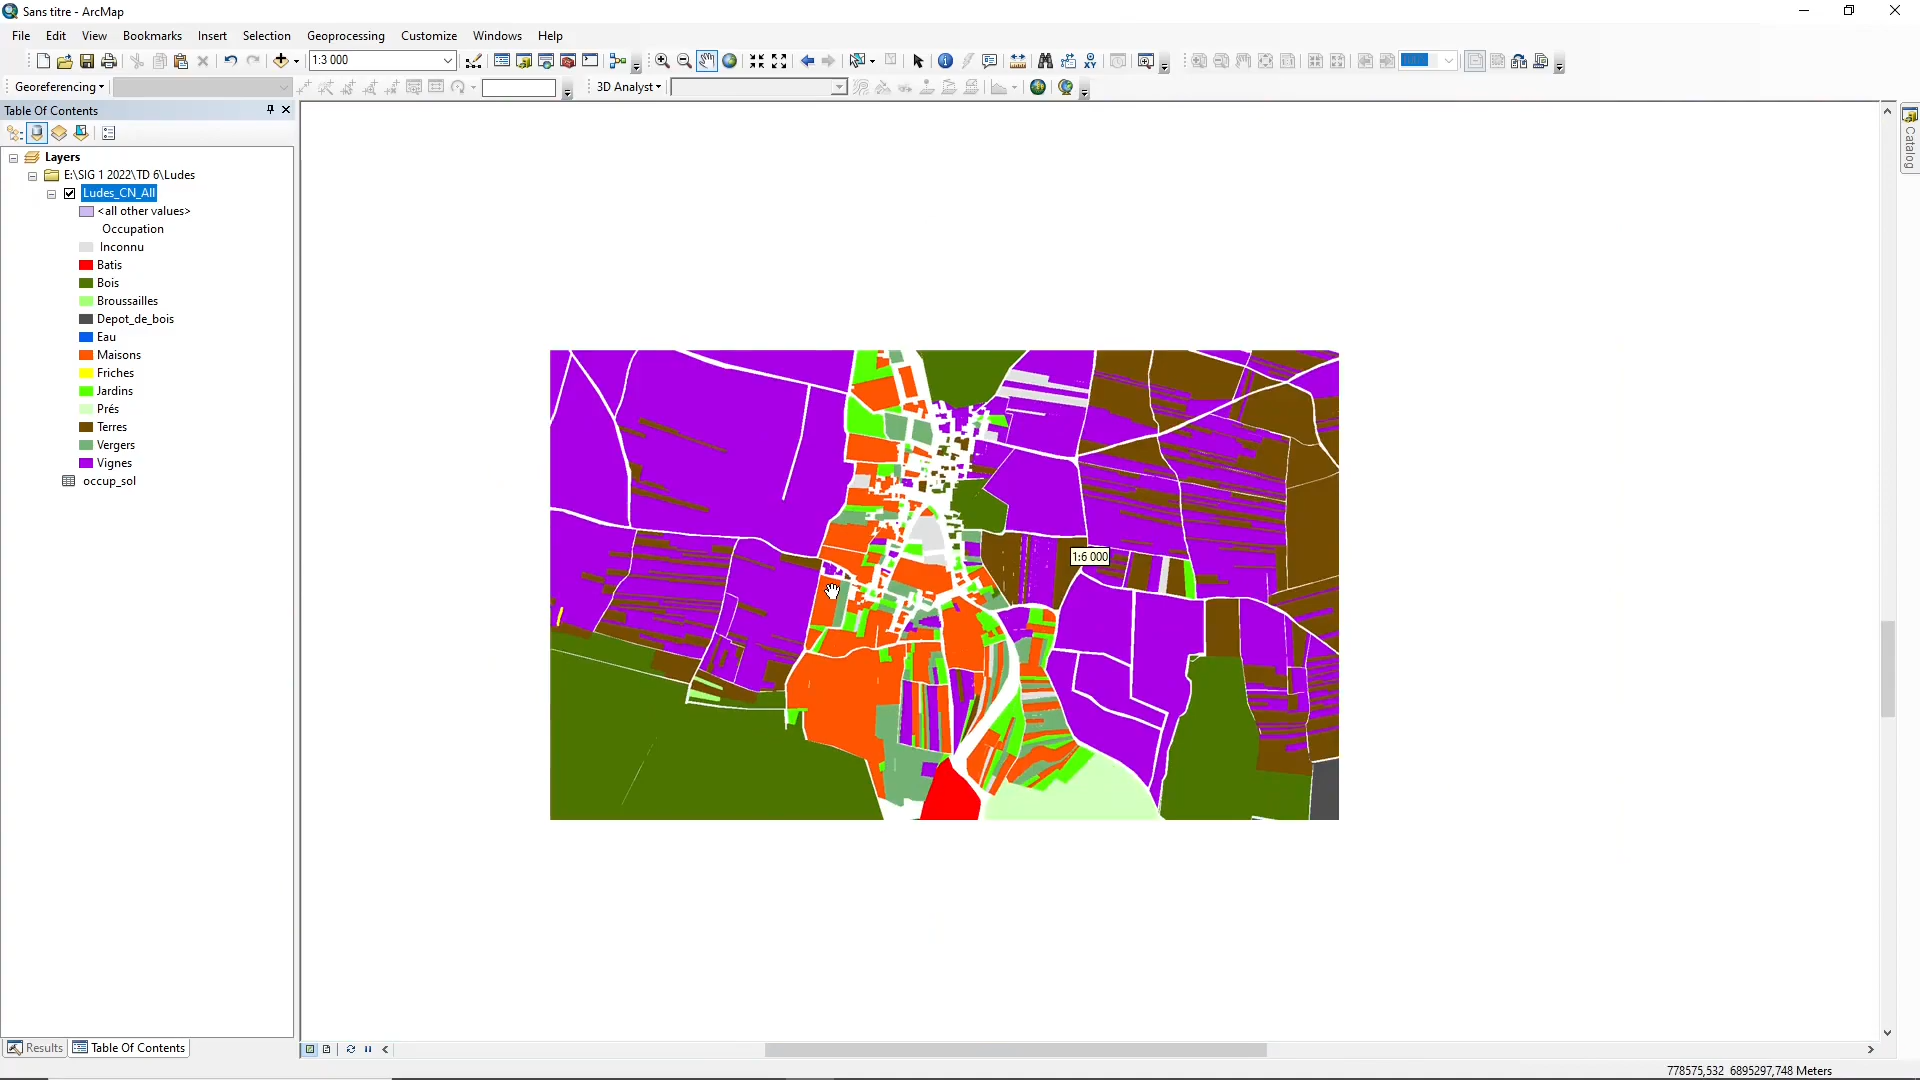 Sans titre - ArcMap
File Edit View Bookmarks Insert Selection Geoprocessing Customize Windows Help
1:3 000
Georeferencing 3D Analyst
Table Of Contents
Layers
E:\SIG 1 2022\TD 6\Ludes
Ludes_CN_All
<all other values>
Occupation
Inconnu
Batis
Bois
Broussailles
Depot_de_bois
Eau
Maisons
Friches
Jardins
Prés
Terres
Vergers
Vignes
occup_sol
1:6 000
Catalog
Results Table Of Contents
778575,532 6895297,748 Meters